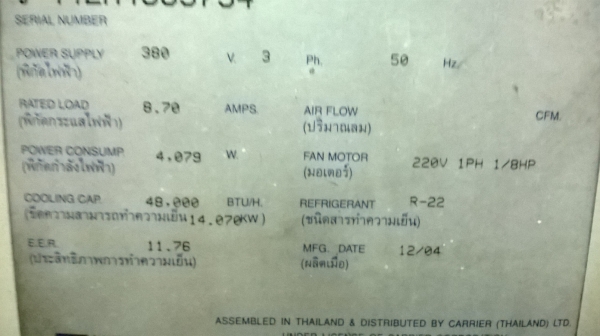 SERIAL NUMBER
POWER SUPPLY 380 V. 3 Ph. 50 Hz.
(พิกัดไฟฟ้า)
RATED LOAD 8.70 AMPS. AIR FLOW CFM.
(พิกัดกระแสไฟฟ้า) (ปริมาณลม)
POWER CONSUMP. 4.079 W. FAN MOTOR 220V 1PH 1/8HP
(พิกัดกำลังไฟฟ้า) (มอเตอร์)
COOLING CAP. 48.000 BTU/H. REFRIGERANT R-22
(ขีดความสามารถทำความเย็น 14.070KW) (ชนิดสารทำความเย็น)
E.E.R. 11.76 MFG. DATE 12/04
(ประสิทธิภาพการทำความเย็น) (ผลิตเมื่อ)
ASSEMBLED IN THAILAND & DISTRIBUTED BY CARRIER (THAILAND) LTD.
UNDER LICENSE OF CARRIER CORPORATION